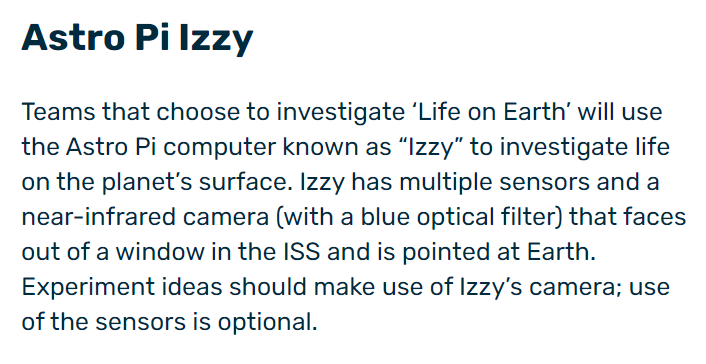 Astro Pi Izzy
Teams that choose to investigate ‘Life on Earth’ will use
the Astro Pi computer known as “Izzy” to investigate life
on the planet’s surface. Izzy has multiple sensors and a
near-infrared camera (with a blue optical filter) that faces
out of a window in the ISS and is pointed at Earth.
Experiment ideas should make use of Izzy’s camera; use
of the sensors is optional.